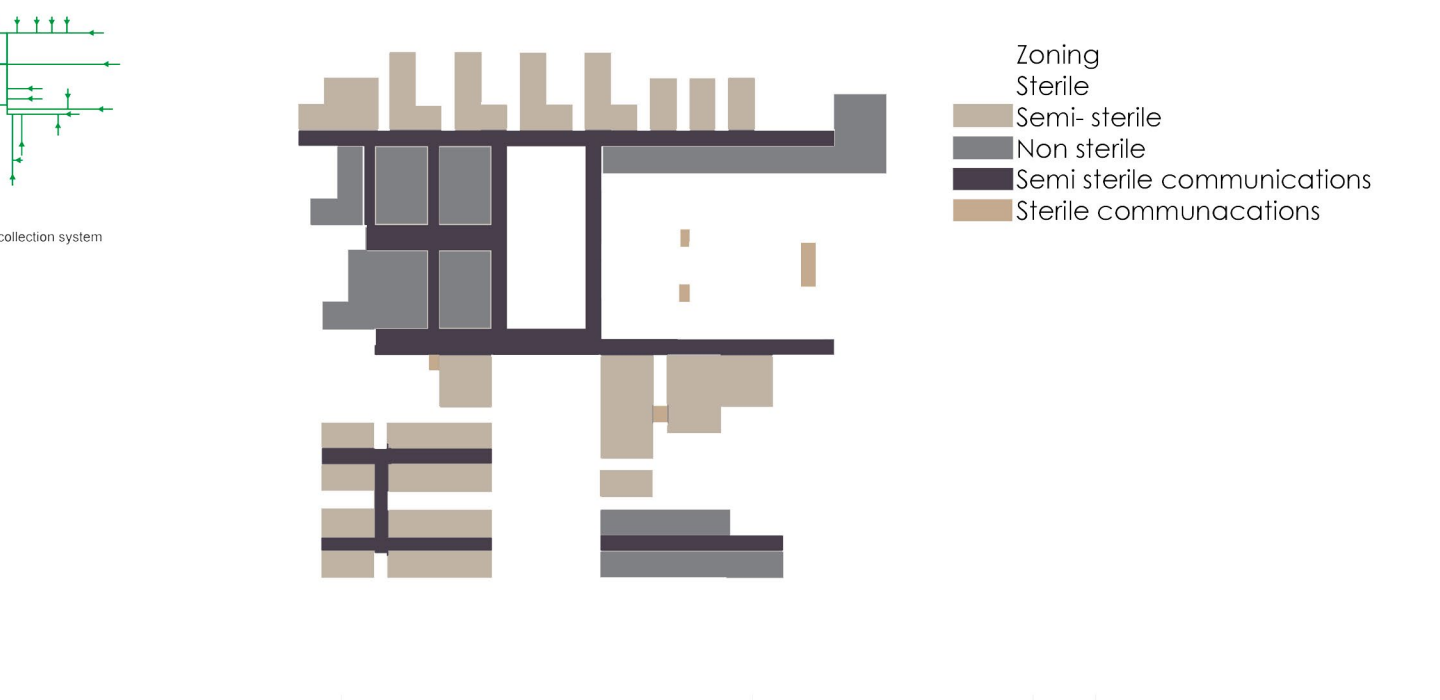 Zoning
Sterile
Semi- sterile
Non sterile
Semi sterile communications
Sterile communacations
collection system